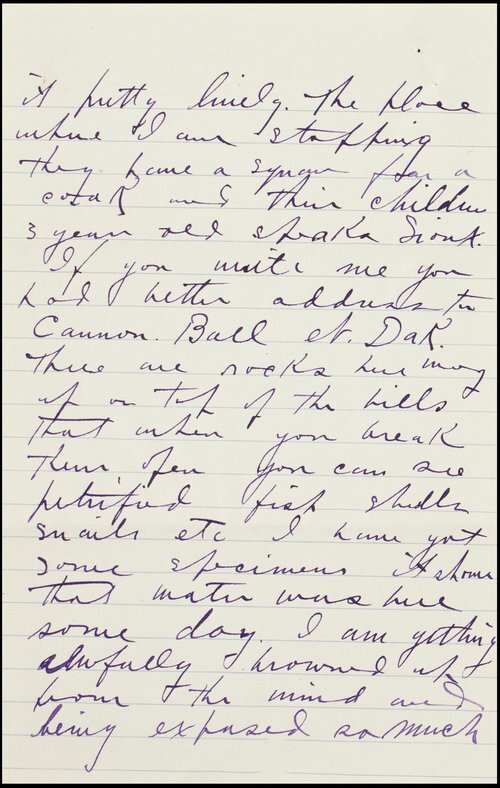 it pretty lively. The place
where I am stopping
they have a squaw for a
cook and their children
3 years old speaks Sioux.
If you write me you
had better address to
Cannon. Ball N. Dak.
There are rocks here way
up on top of the hills
that when you break
them open you can see
petrified fish shells
snails etc I have got
some specimens it shows
that water was here
some day. I am getting
awfully browned up
from the wind and
being exposed so much